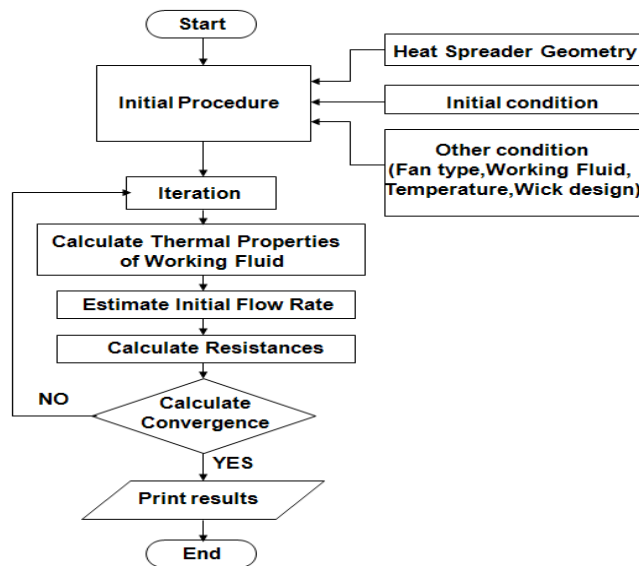 Start
Heat Spreader Geometry
Initial Procedure
Initial condition
Other condition
(Fan type,Working Fluid,
Temperature,Wick design)
Iteration
Calculate Thermal Properties
of Working Fluid
Estimate Initial Flow Rate
Calculate Resistances
NO
Calculate
Convergence
YES
Print results
End